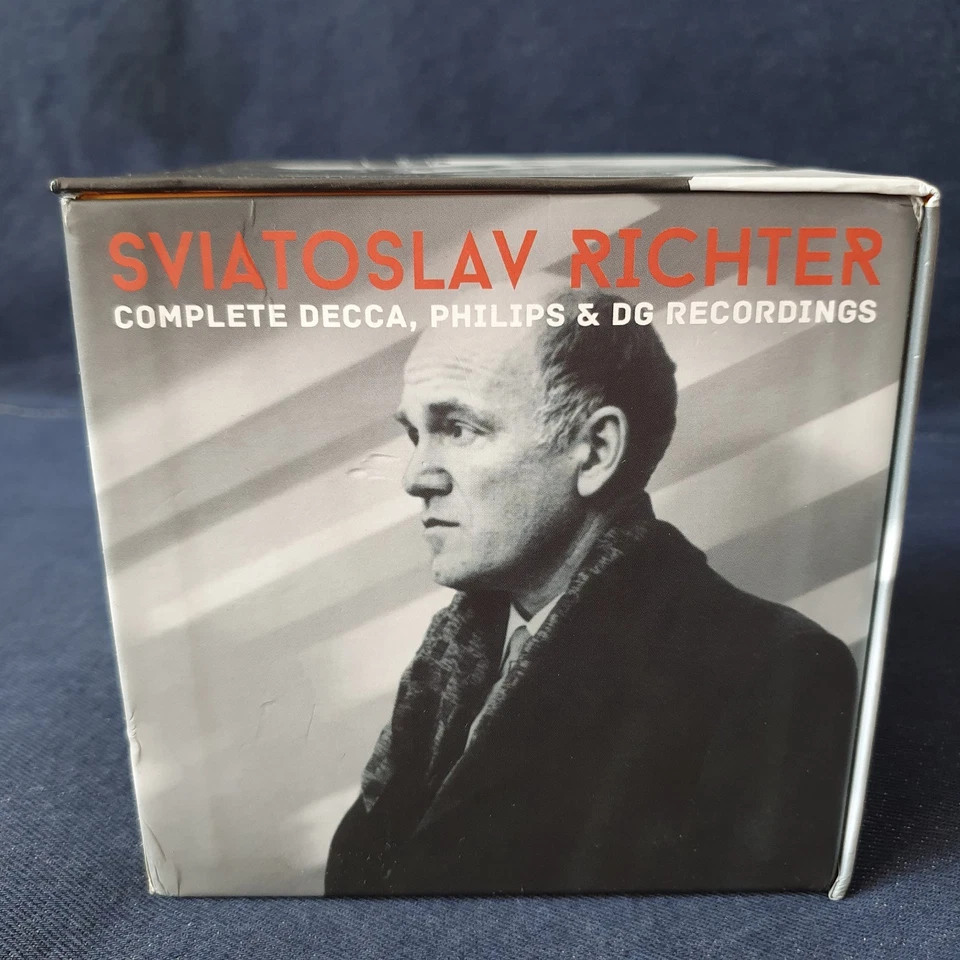 SVIATOSLAV RICHTER
COMPLETE DECCA, PHILIPS & DG RECORDINGS